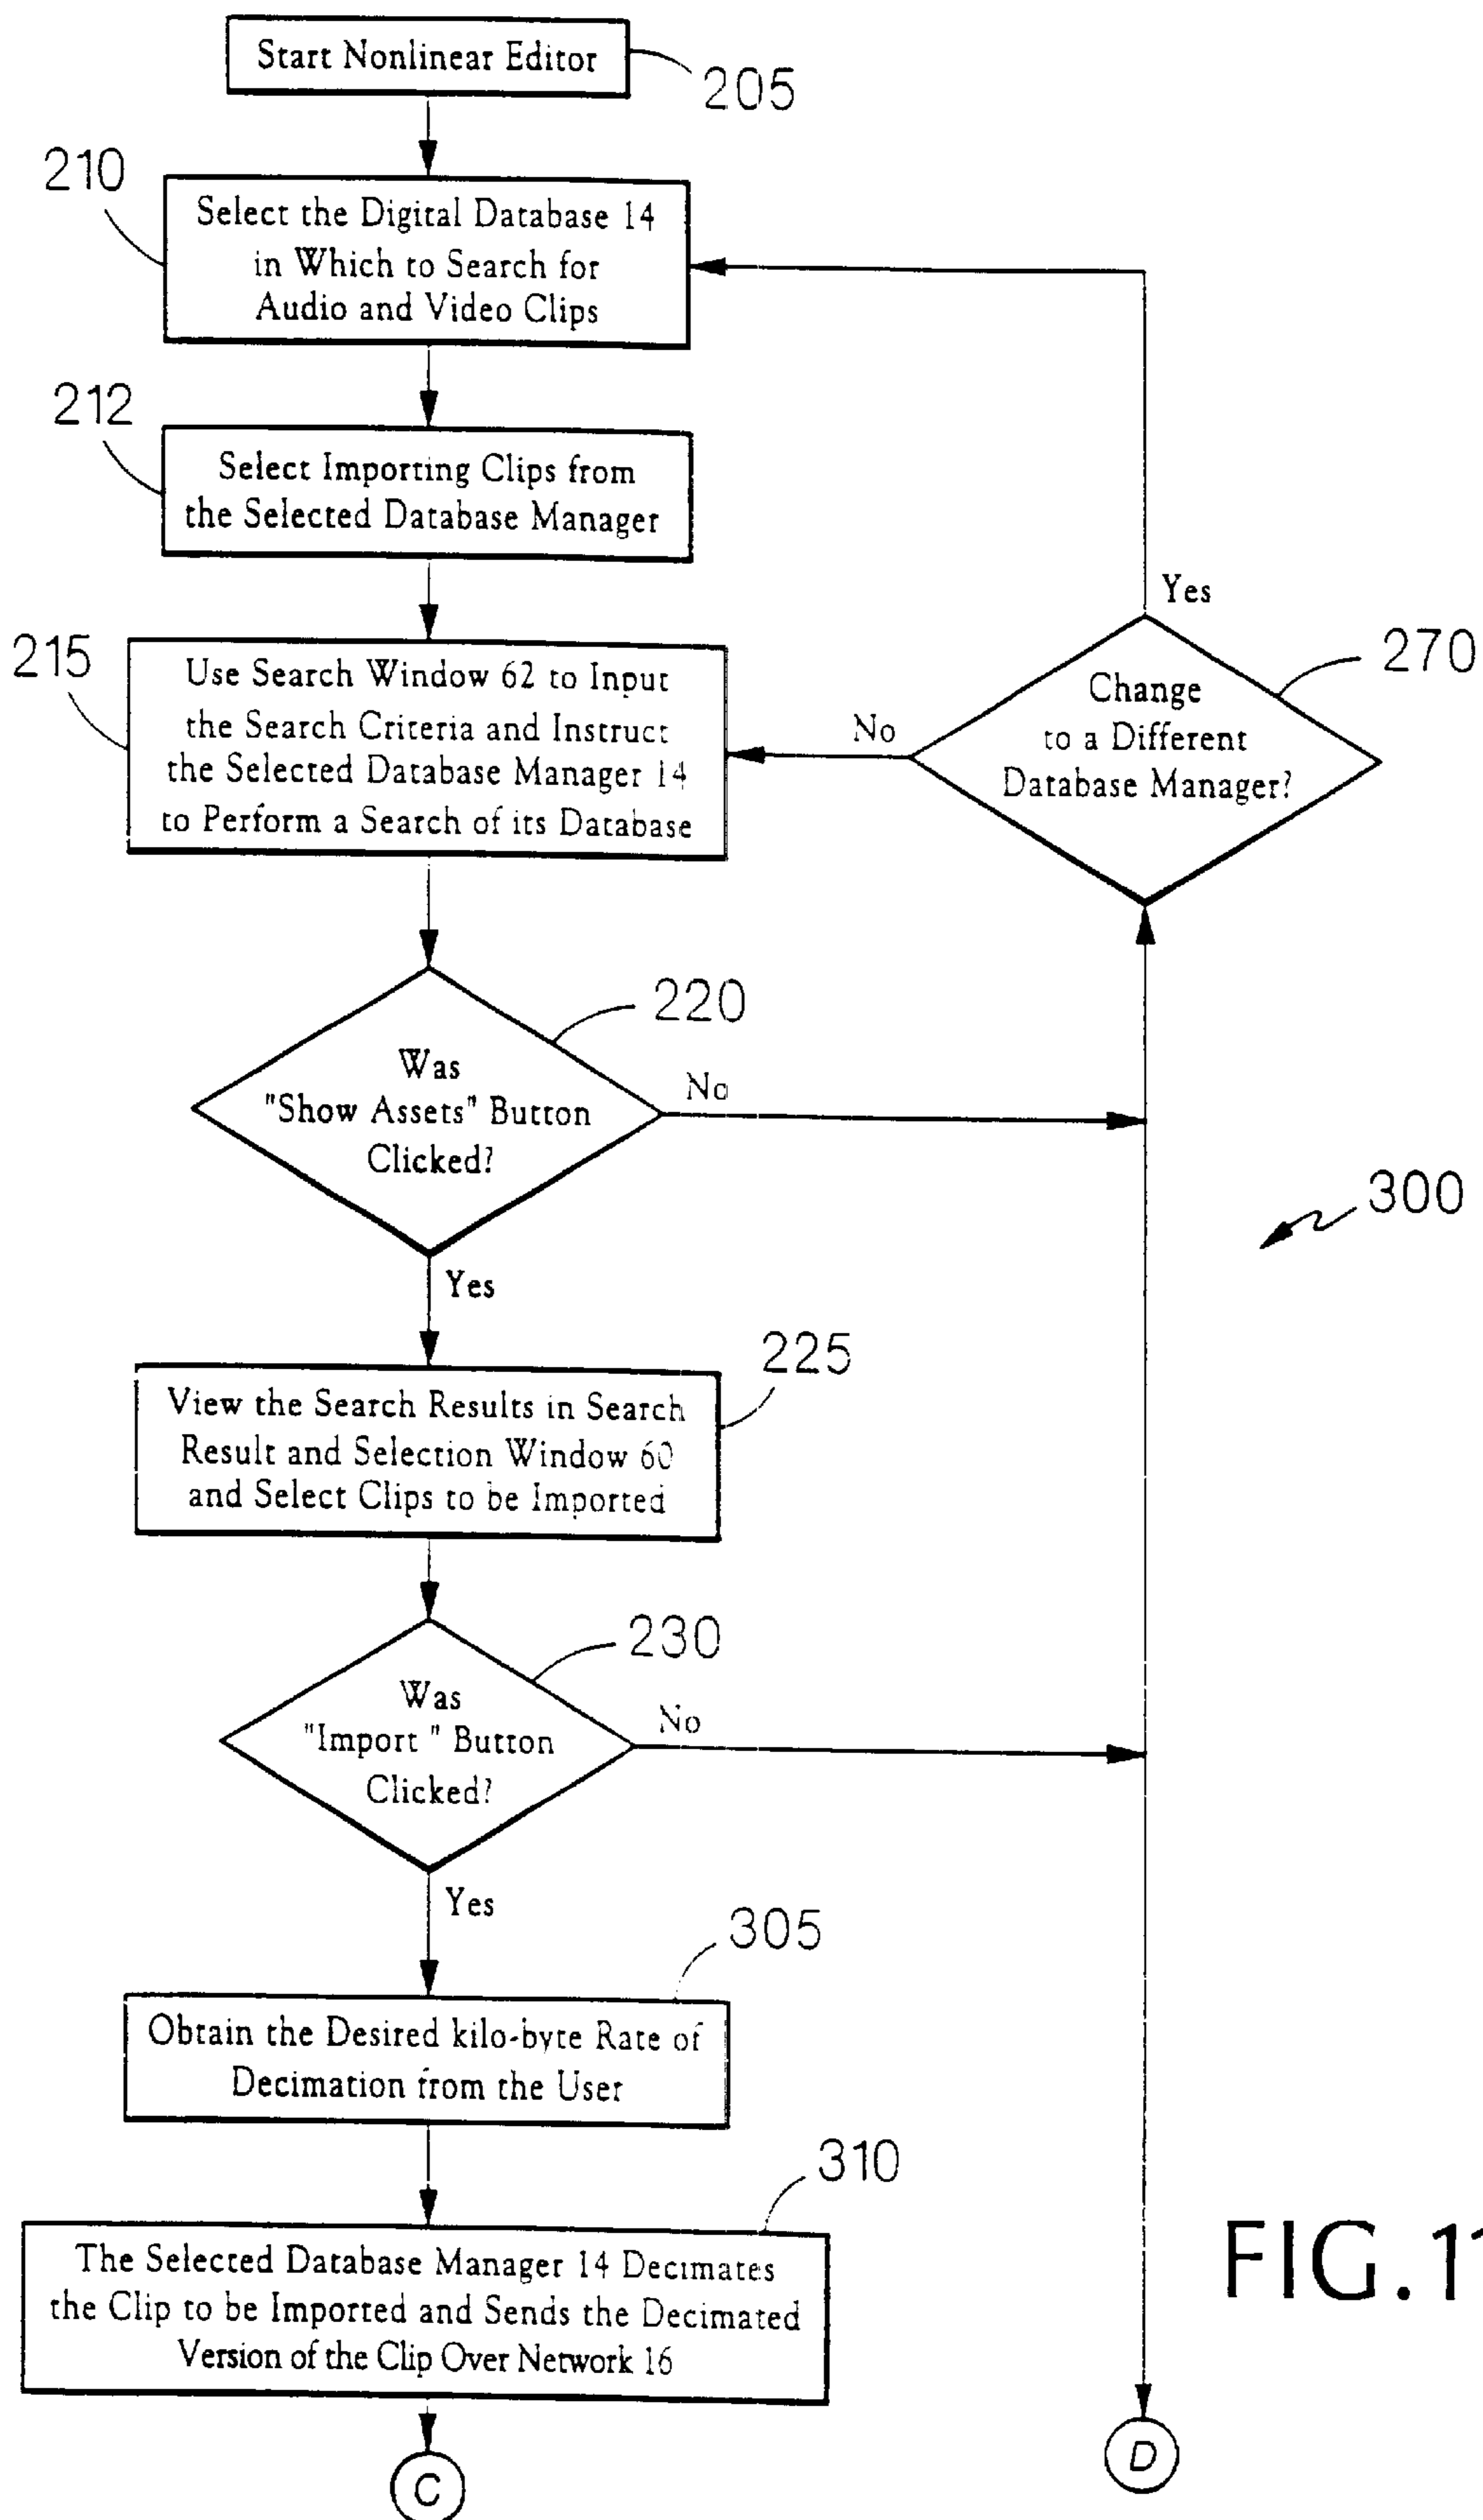 Start Nonlinear Editor
205
210
Select the Digital Database 14
in Which to Search for
Audio and Video Clips
212
Select Importing Clips from
the Selected Database Manager
215
Use Search Window 62 to Input
the Search Criteria and Instruct
the Selected Database Manager 14
to Perform a Search of its Database
Yes
270
Change
to a Different
Database Manager?
No
220
Was
"Show Assets" Button
Clicked?
No
300
Yes
225
View the Search Results in Search
Result and Selection Window 60
and Select Clips to be Imported
230
Was
"Import " Button
Clicked?
No
Yes
305
Obtain the Desired kilo-byte Rate of
Decimation from the User
310
The Selected Database Manager 14 Decimates
the Clip to be Imported and Sends the Decimated
Version of the Clip Over Network 16
C
D